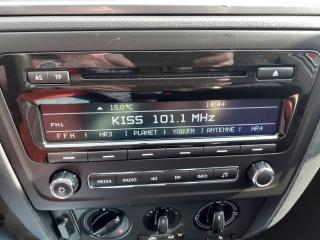 AS TP
15.0°C 14:44
KISS 101.1 MHz
FM1
FFH HR3 PLANET YOU FM ANTENNE HR4
MEDIA RADIO INFO